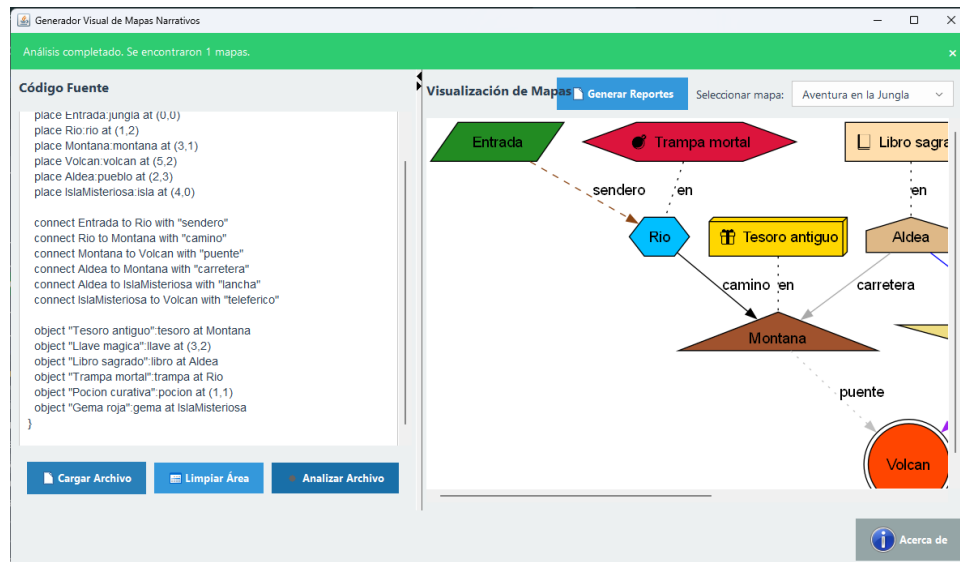 Generador Visual de Mapas Narrativos
Análisis completado. Se encontraron 1 mapas.
×
Código Fuente
place Entrada:jungla at (0,0)
place Rio:rio at (1,2)
place Montana:montana at (3,1)
place Volcan:volcan at (5,2)
place Aldea:pueblo at (2,3)
place IslaMisteriosa:isla at (4,0)
connect Entrada to Rio with "sendero"
connect Rio to Montana with "camino"
connect Montana to Volcan with "puente"
connect Aldea to Montana with "carretera"
connect Aldea to IslaMisteriosa with "lancha"
connect IslaMisteriosa to Volcan with "teleferico"
object "Tesoro antiguo":tesoro at Montana
object "Llave magica":llave at (3,2)
object "Libro sagrado":libro at Aldea
object "Trampa mortal":trampa at Rio
object "Pocion curativa":pocion at (1,1)
object "Gema roja":gema at IslaMisteriosa
}
Cargar Archivo
Limpiar Área
Analizar Archivo
Visualización de Mapas
Generar Reportes
Seleccionar mapa:
Aventura en la Jungla
Entrada
Trampa mortal
Libro sagra
sendero
en
en
Rio
Tesoro antiguo
Aldea
camino
en
carretera
Montana
puente
Volcan
Acerca de